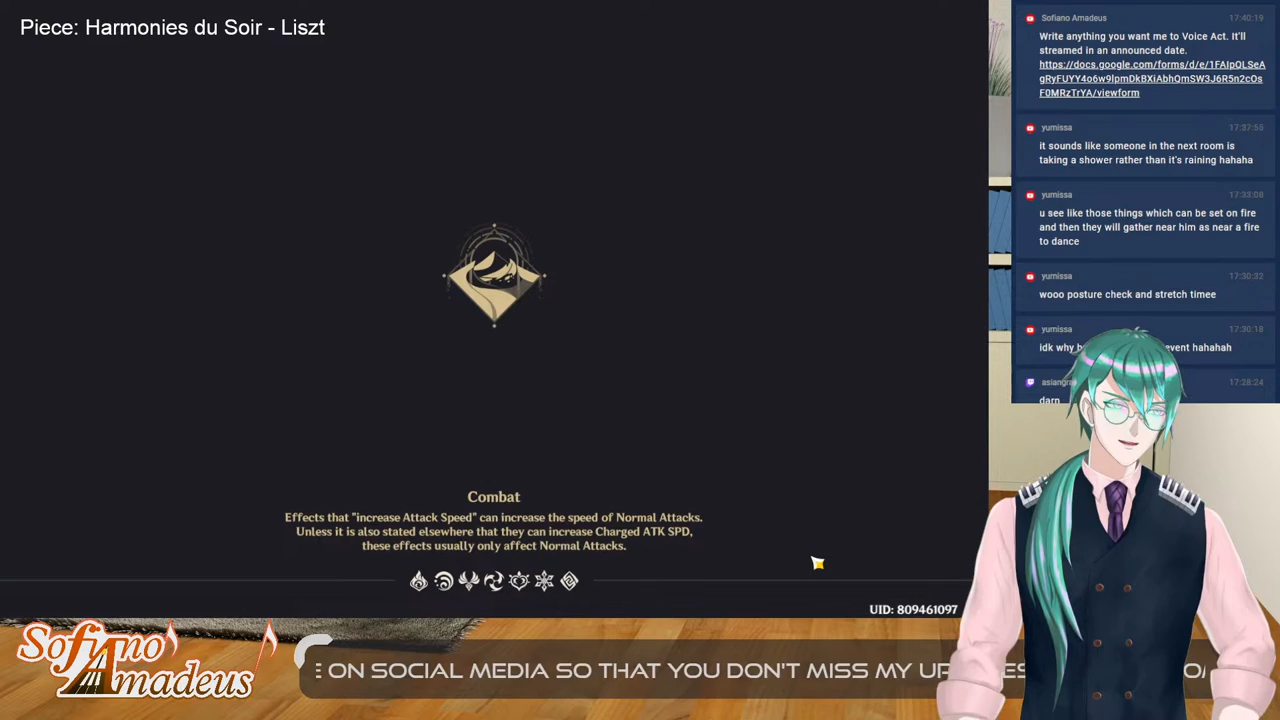 Piece: Harmonies du Soir - Liszt
Combat
Effects that "increase Attack Speed" can increase the speed of Normal Attacks.
Unless it is also stated elsewhere that they can increase Charged ATK SPD,
these effects usually only affect Normal Attacks.
UID: 809461097
Sofiano Amadeus 17:40:19
Write anything you want me to Voice Act. It'll
streamed in an announced date.
https://docs.google.com/forms/d/e/1FAIpQLSeA
gRyFUYY4o6w9lpmDkBXiAbhQmSW3J6R5n2cOs
F0MRzTrYA/viewform
yumissa 17:37:55
it sounds like someone in the next room is
taking a shower rather than it's raining hahaha
yumissa 17:33:08
u see like those things which can be set on fire
and then they will gather near him as near a fire
to dance
yumissa 17:30:32
wooo posture check and stretch timee
yumissa 17:30:18
idk why event hahahah
17:28:24
darn
Sofiano
Amadeus
ON SOCIAL MEDIA SO THAT YOU DON'T MISS MY